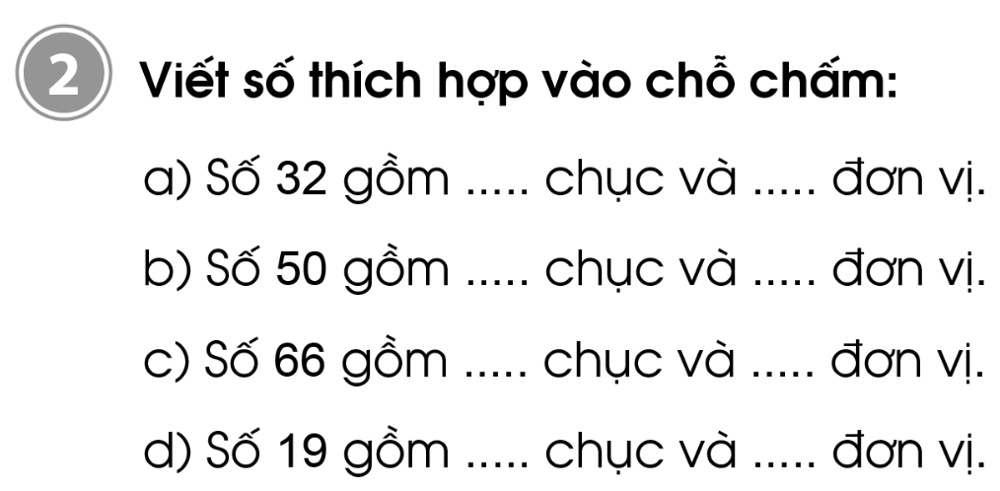 2 Viết số thích hợp vào chỗ chấm:
a) Số 32 gồm ..... chục và ..... đơn vị.
b) Số 50 gồm ..... chục và ..... đơn vị.
c) Số 66 gồm ..... chục và ..... đơn vị.
d) Số 19 gồm ..... chục và ..... đơn vị.